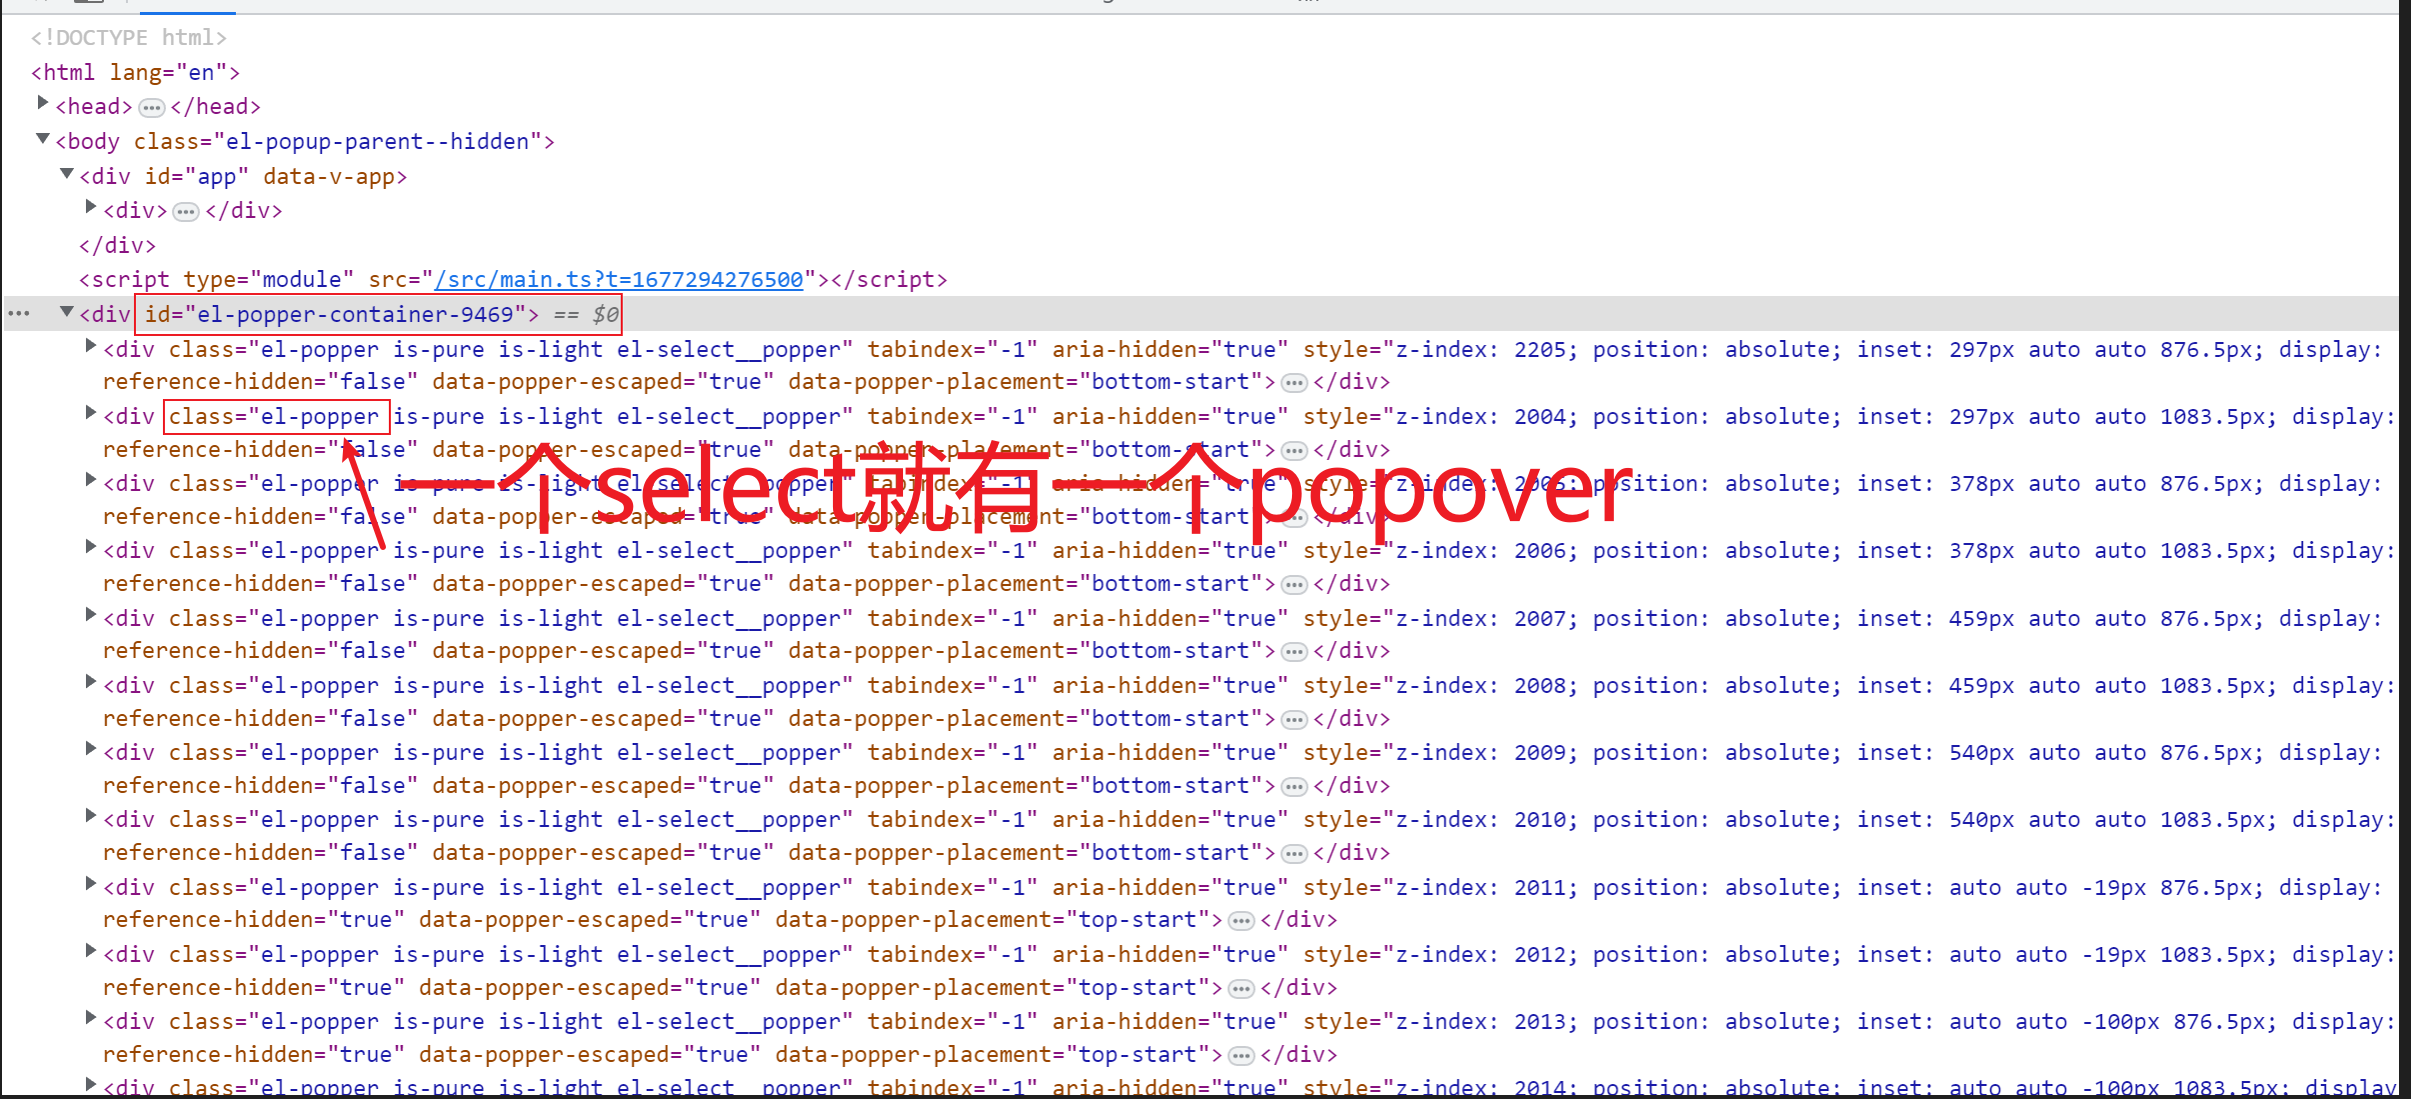 <!DOCTYPE html>
<html lang="en">
<head>…</head>
<body class="el-popup-parent--hidden">
<div id="app" data-v-app>
<div>…</div>
</div>
<script type="module" src="/src/main.ts?t=1677294276500"></script>
<div id="el-popper-container-9469"> == $0
<div class="el-popper is-pure is-light el-select__popper" tabindex="-1" aria-hidden="true" style="z-index: 2205; position: absolute; inset: 297px auto auto 876.5px; display:
reference-hidden="false" data-popper-escaped="true" data-popper-placement="bottom-start">…</div>
<div class="el-popper is-pure is-light el-select__popper" tabindex="-1" aria-hidden="true" style="z-index: 2004; position: absolute; inset: 297px auto auto 1083.5px; display:
reference-hidden="false" data-popper-escaped="true" data-popper-placement="bottom-start">…</div>
一个select就有一个popover
<div class="el-popper is-pure is-light el-select__popper" tabindex="-1" aria-hidden="true" style="z-index: 2005; position: absolute; inset: 378px auto auto 876.5px; display:
reference-hidden="false" data-popper-escaped="true" data-popper-placement="bottom-start">…</div>
<div class="el-popper is-pure is-light el-select__popper" tabindex="-1" aria-hidden="true" style="z-index: 2006; position: absolute; inset: 378px auto auto 1083.5px; display:
reference-hidden="false" data-popper-escaped="true" data-popper-placement="bottom-start">…</div>
<div class="el-popper is-pure is-light el-select__popper" tabindex="-1" aria-hidden="true" style="z-index: 2007; position: absolute; inset: 459px auto auto 876.5px; display:
reference-hidden="false" data-popper-escaped="true" data-popper-placement="bottom-start">…</div>
<div class="el-popper is-pure is-light el-select__popper" tabindex="-1" aria-hidden="true" style="z-index: 2008; position: absolute; inset: 459px auto auto 1083.5px; display:
reference-hidden="false" data-popper-escaped="true" data-popper-placement="bottom-start">…</div>
<div class="el-popper is-pure is-light el-select__popper" tabindex="-1" aria-hidden="true" style="z-index: 2009; position: absolute; inset: 540px auto auto 876.5px; display:
reference-hidden="false" data-popper-escaped="true" data-popper-placement="bottom-start">…</div>
<div class="el-popper is-pure is-light el-select__popper" tabindex="-1" aria-hidden="true" style="z-index: 2010; position: absolute; inset: 540px auto auto 1083.5px; display:
reference-hidden="false" data-popper-escaped="true" data-popper-placement="bottom-start">…</div>
<div class="el-popper is-pure is-light el-select__popper" tabindex="-1" aria-hidden="true" style="z-index: 2011; position: absolute; inset: auto auto -19px 876.5px; display:
reference-hidden="true" data-popper-escaped="true" data-popper-placement="top-start">…</div>
<div class="el-popper is-pure is-light el-select__popper" tabindex="-1" aria-hidden="true" style="z-index: 2012; position: absolute; inset: auto auto -19px 1083.5px; display:
reference-hidden="true" data-popper-escaped="true" data-popper-placement="top-start">…</div>
<div class="el-popper is-pure is-light el-select__popper" tabindex="-1" aria-hidden="true" style="z-index: 2013; position: absolute; inset: auto auto -100px 876.5px; display:
reference-hidden="true" data-popper-escaped="true" data-popper-placement="top-start">…</div>
<div class="el-popper is-pure is-light el-select__popper" tabindex="-1" aria-hidden="true" style="z-index: 2014; position: absolute; inset: auto auto -100px 1083.5px; display